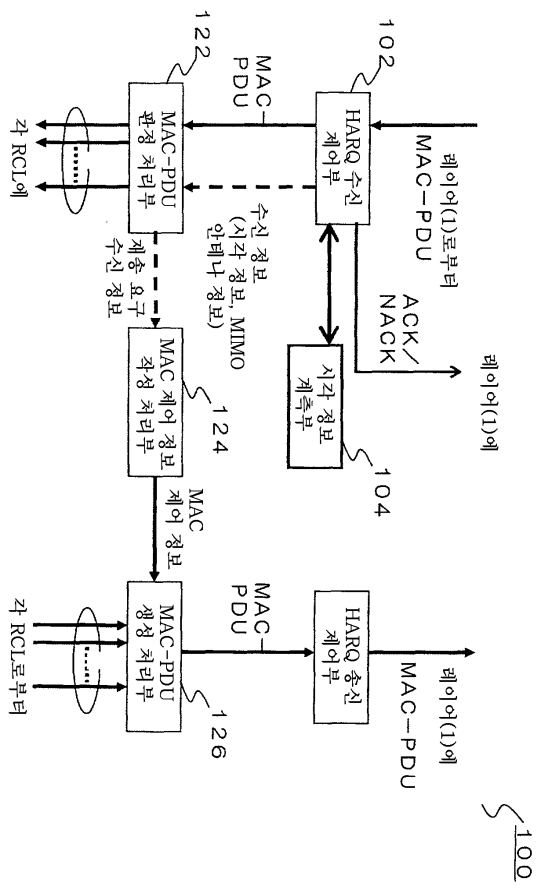 100
레이어(1)로부터
MAC-PDU
레이어(1)에
ACK/
NACK
레이어(1)에
MAC-PDU
102
HARQ 수신
제어부
시각 정보
계측부
104
HARQ 송신
제어부
MAC-
PDU
수신 정보
(시각 정보, MIMO
안테나 정보)
MAC-
PDU
122
MAC-PDU
판정 처리부
재송 요구
수신 정보
MAC 제어 정보
작성 처리부
124
MAC
제어 정보
MAC-PDU
생성 처리부
126
각 RCL에
각 RCL로부터